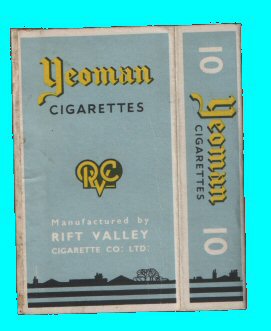 Yeoman
CIGARETTES
RVC
Manufactured by
RIFT VALLEY
CIGARETTE CO: LTD:
10
Yeoman
CIGARETTES
10